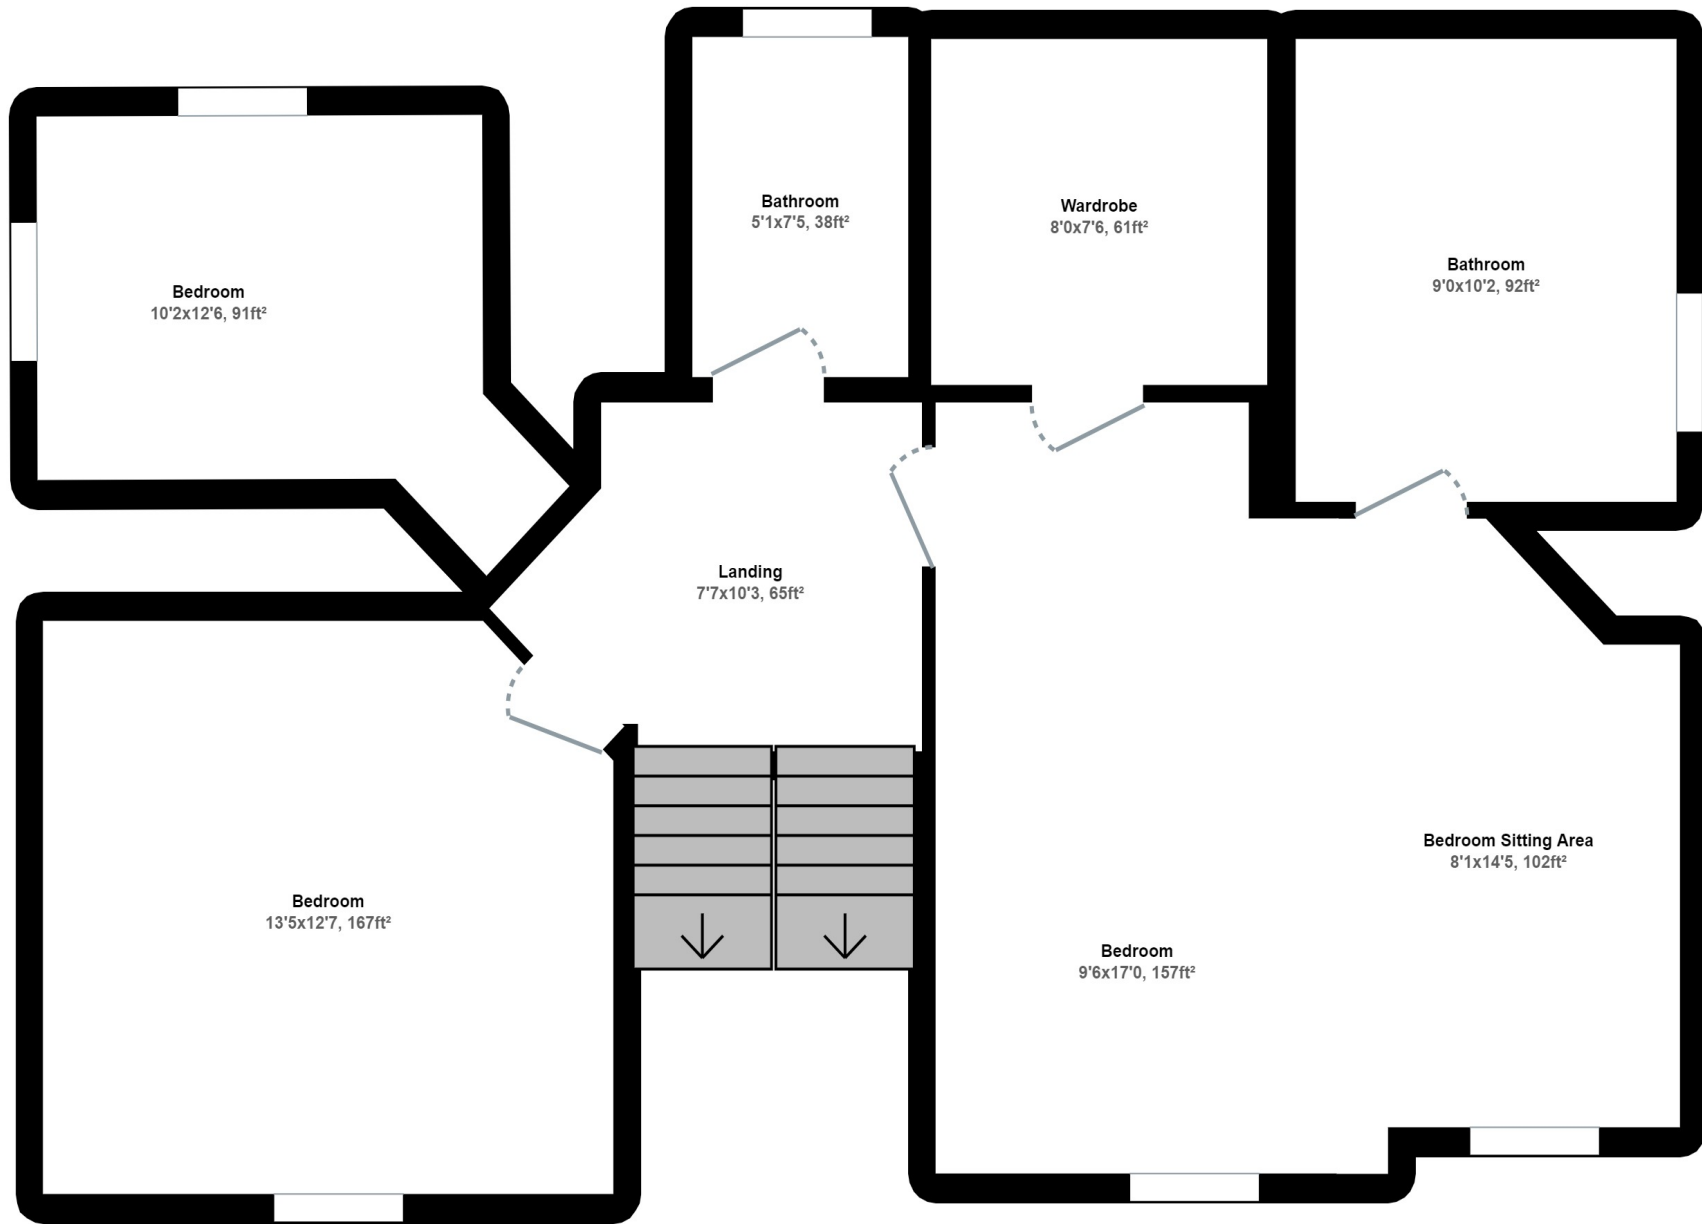 Bathroom
5'1x7'5, 38ft²
Wardrobe
8'0x7'6, 61ft²
Bathroom
9'0x10'2, 92ft²
Bedroom
10'2x12'6, 91ft²
Landing
7'7x10'3, 65ft²
Bedroom Sitting Area
8'1x14'5, 102ft²
Bedroom
13'5x12'7, 167ft²
Bedroom
9'6x17'0, 157ft²